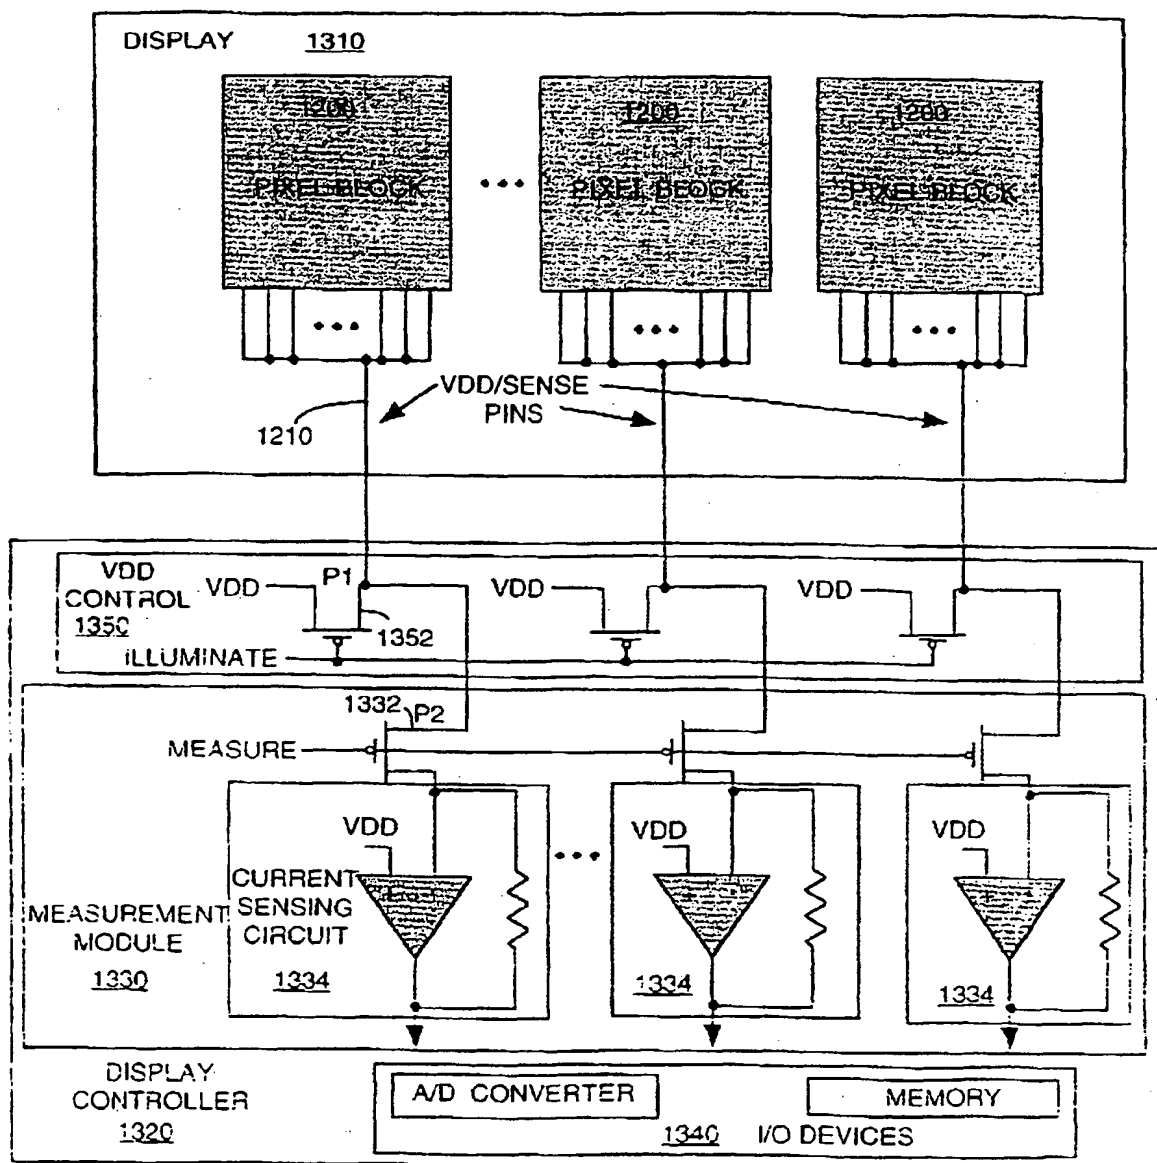 DISPLAY 1310
1200 1200 1200
PIXEL BLOCK PIXEL BLOCK PIXEL BLOCK
VDD/SENSE
PINS
1210
VDD
CONTROL
1350
VDD P1 VDD VDD
1352
ILLUMINATE
1332 P2
MEASURE
VDD VDD VDD
CURRENT
SENSING
CIRCUIT
1334 1334 1334
MEASUREMENT
MODULE
1330
DISPLAY
CONTROLLER
1320
A/D CONVERTER MEMORY
1340 I/O DEVICES